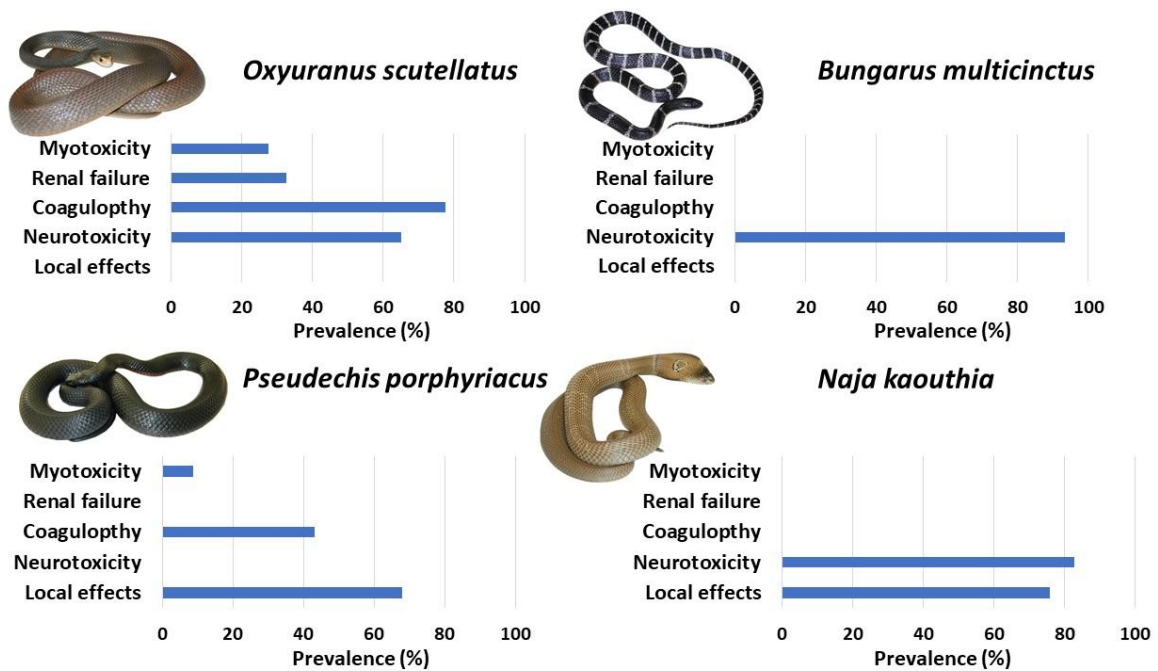 Oxyuranus scutellatus
Myotoxicity
Renal failure
Coagulopthy
Neurotoxicity
Local effects
0 20 40 60 80 100
Prevalence (%)
Bungarus multicinctus
Myotoxicity
Renal failure
Coagulopthy
Neurotoxicity
Local effects
0 20 40 60 80 100
Prevalence (%)
Pseudechis porphyriacus
Myotoxicity
Renal failure
Coagulopthy
Neurotoxicity
Local effects
0 20 40 60 80 100
Prevalence (%)
Naja kaouthia
Myotoxicity
Renal failure
Coagulopthy
Neurotoxicity
Local effects
0 20 40 60 80 100
Prevalence (%)